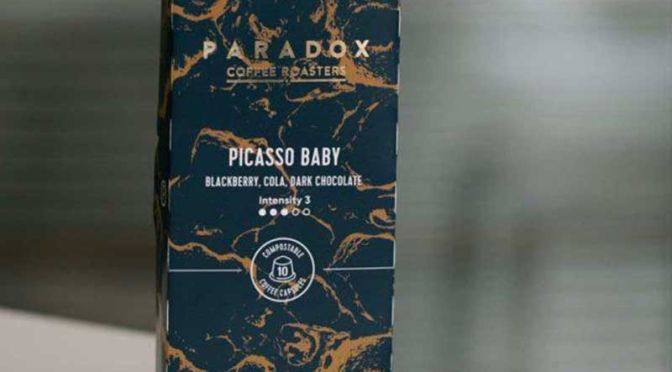 PARADOX
COFFEE ROASTERS
PICASSO BABY
BLACKBERRY, COLA, DARK CHOCOLATE
Intensity 3
COMPOSTABLE
10
COFFEE CAPSULES